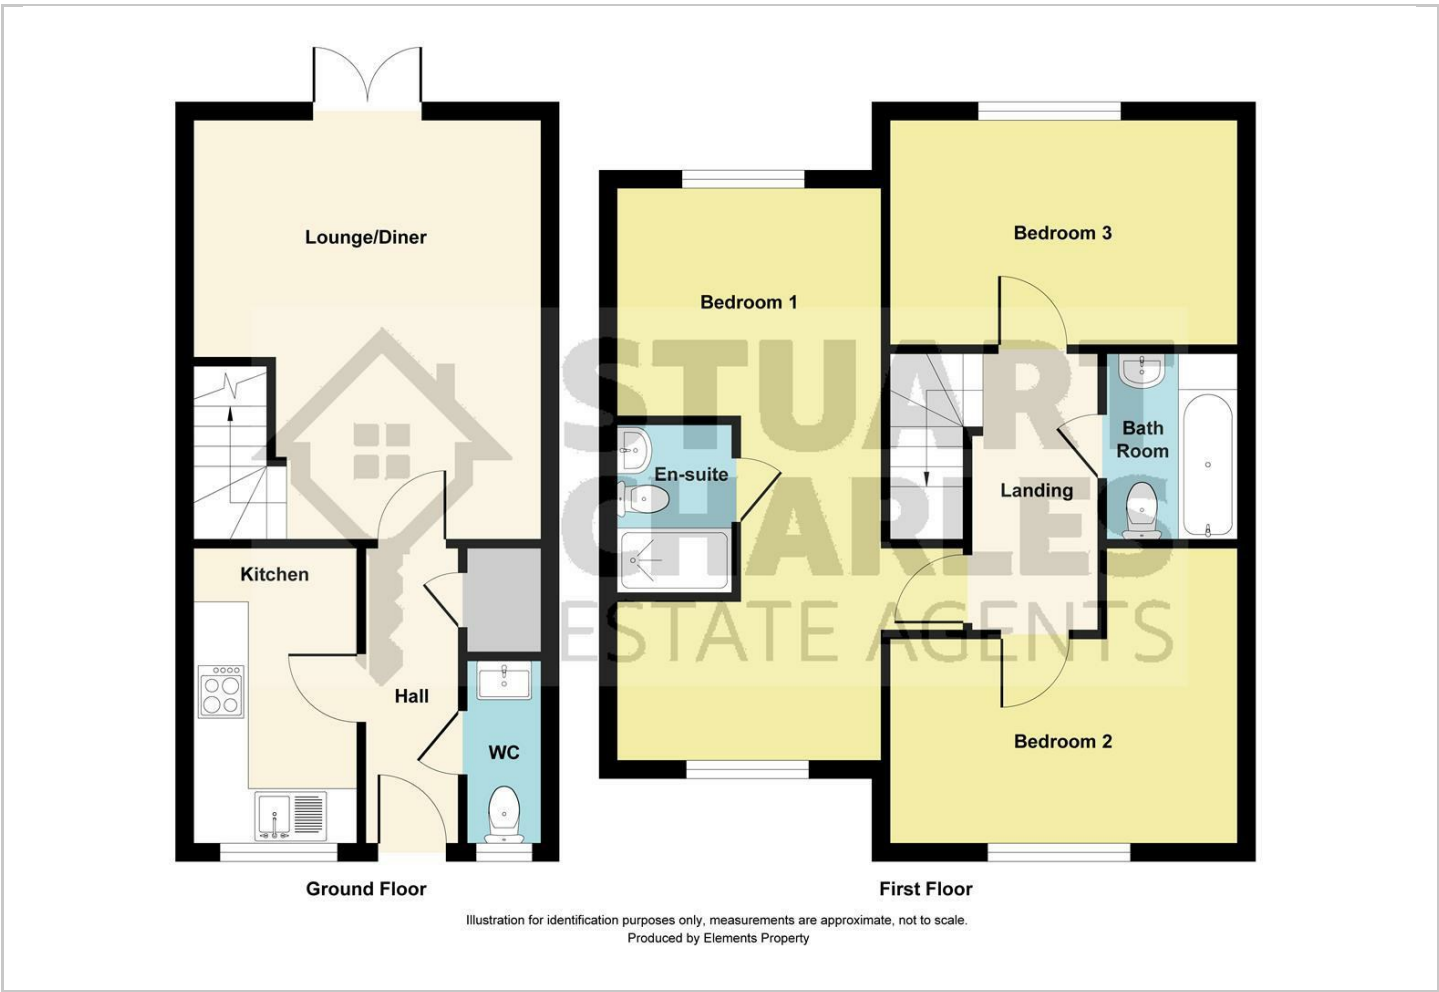 Lounge/Diner
Kitchen
Hall
WC
Ground Floor
Bedroom 1
Bedroom 3
En-suite
Bath
Room
Landing
Bedroom 2
First Floor
STUART
CHARLES
ESTATE AGENTS
Illustration for identification purposes only, measurements are approximate, not to scale.
Produced by Elements Property